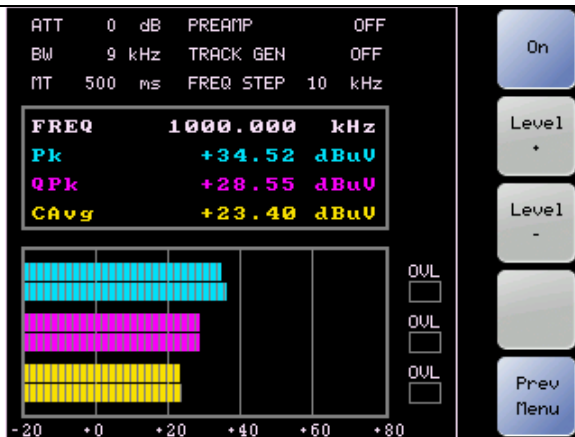 ATT 0 dB PREAMP OFF
BW 9 kHz TRACK GEN OFF
MT 500 ms FREQ STEP 10 kHz
FREQ 1000.000 kHz
Pk +34.52 dBuV
QPk +28.55 dBuV
CAvg +23.40 dBuV
OVL
OVL
OVL
-20 +0 +20 +40 +60 +80
On
Level
+
Level
-
Prev
Menu